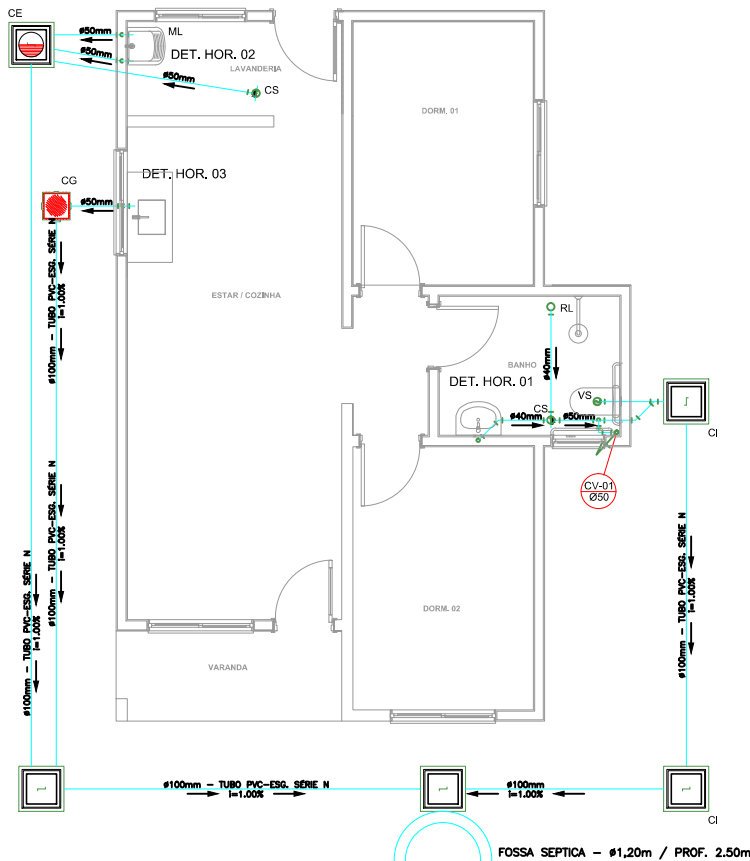 CE
ø50mm
ML
ø50mm
DET. HOR. 02
LAVANDERIA
ø50mm
CS
DORM. 01
DET. HOR. 03
CG
ø50mm
ø100mm – TUBO PVC-ESG. SÉRIE N
i=1.00%
ESTAR / COZINHA
RL
ø40mm
BANHO
DET. HOR. 01
VS
CS
ø40mm
ø50mm
CI
CV-01
Ø50
ø100mm – TUBO PVC-ESG. SÉRIE N
i=1.00%
ø100mm – TUBO PVC-ESG. SÉRIE N
i=1.00%
ø100mm – TUBO PVC-ESG. SÉRIE N
i=1.00%
DORM. 02
VARANDA
ø100mm – TUBO PVC-ESG. SÉRIE N
i=1.00%
ø100mm
i=1.00%
CI
FOSSA SEPTICA – ø1,20m / PROF. 2.50m